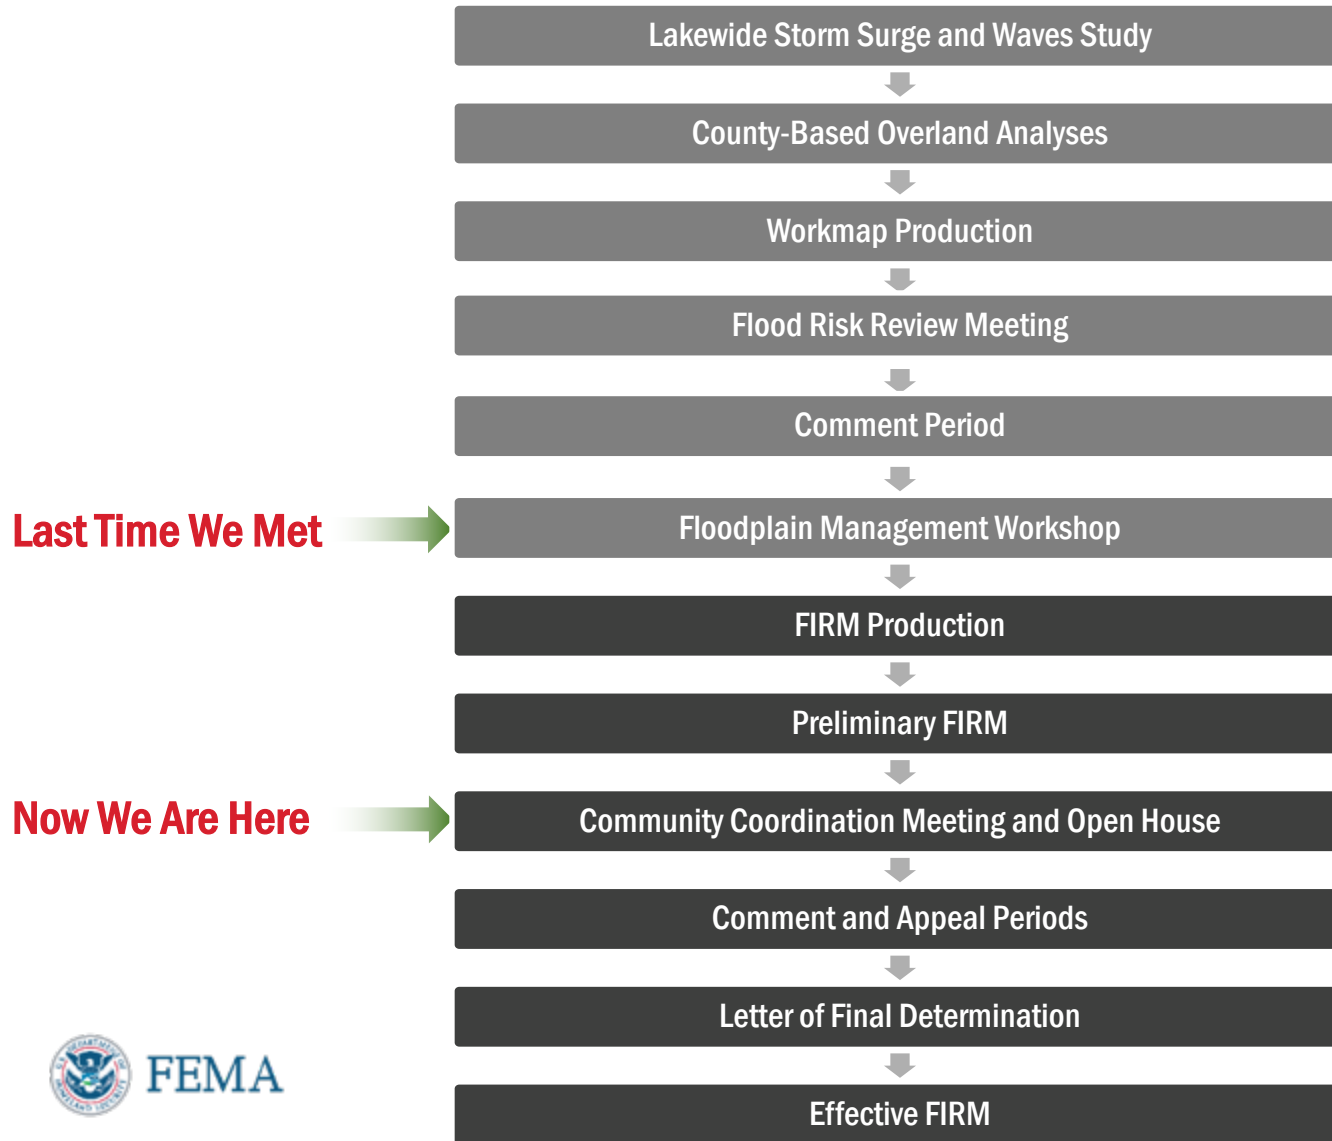 Lakewide Storm Surge and Waves Study
County-Based Overland Analyses
Workmap Production
Flood Risk Review Meeting
Comment Period
Last Time We Met
Floodplain Management Workshop
FIRM Production
Preliminary FIRM
Now We Are Here
Community Coordination Meeting and Open House
Comment and Appeal Periods
Letter of Final Determination
FEMA
Effective FIRM